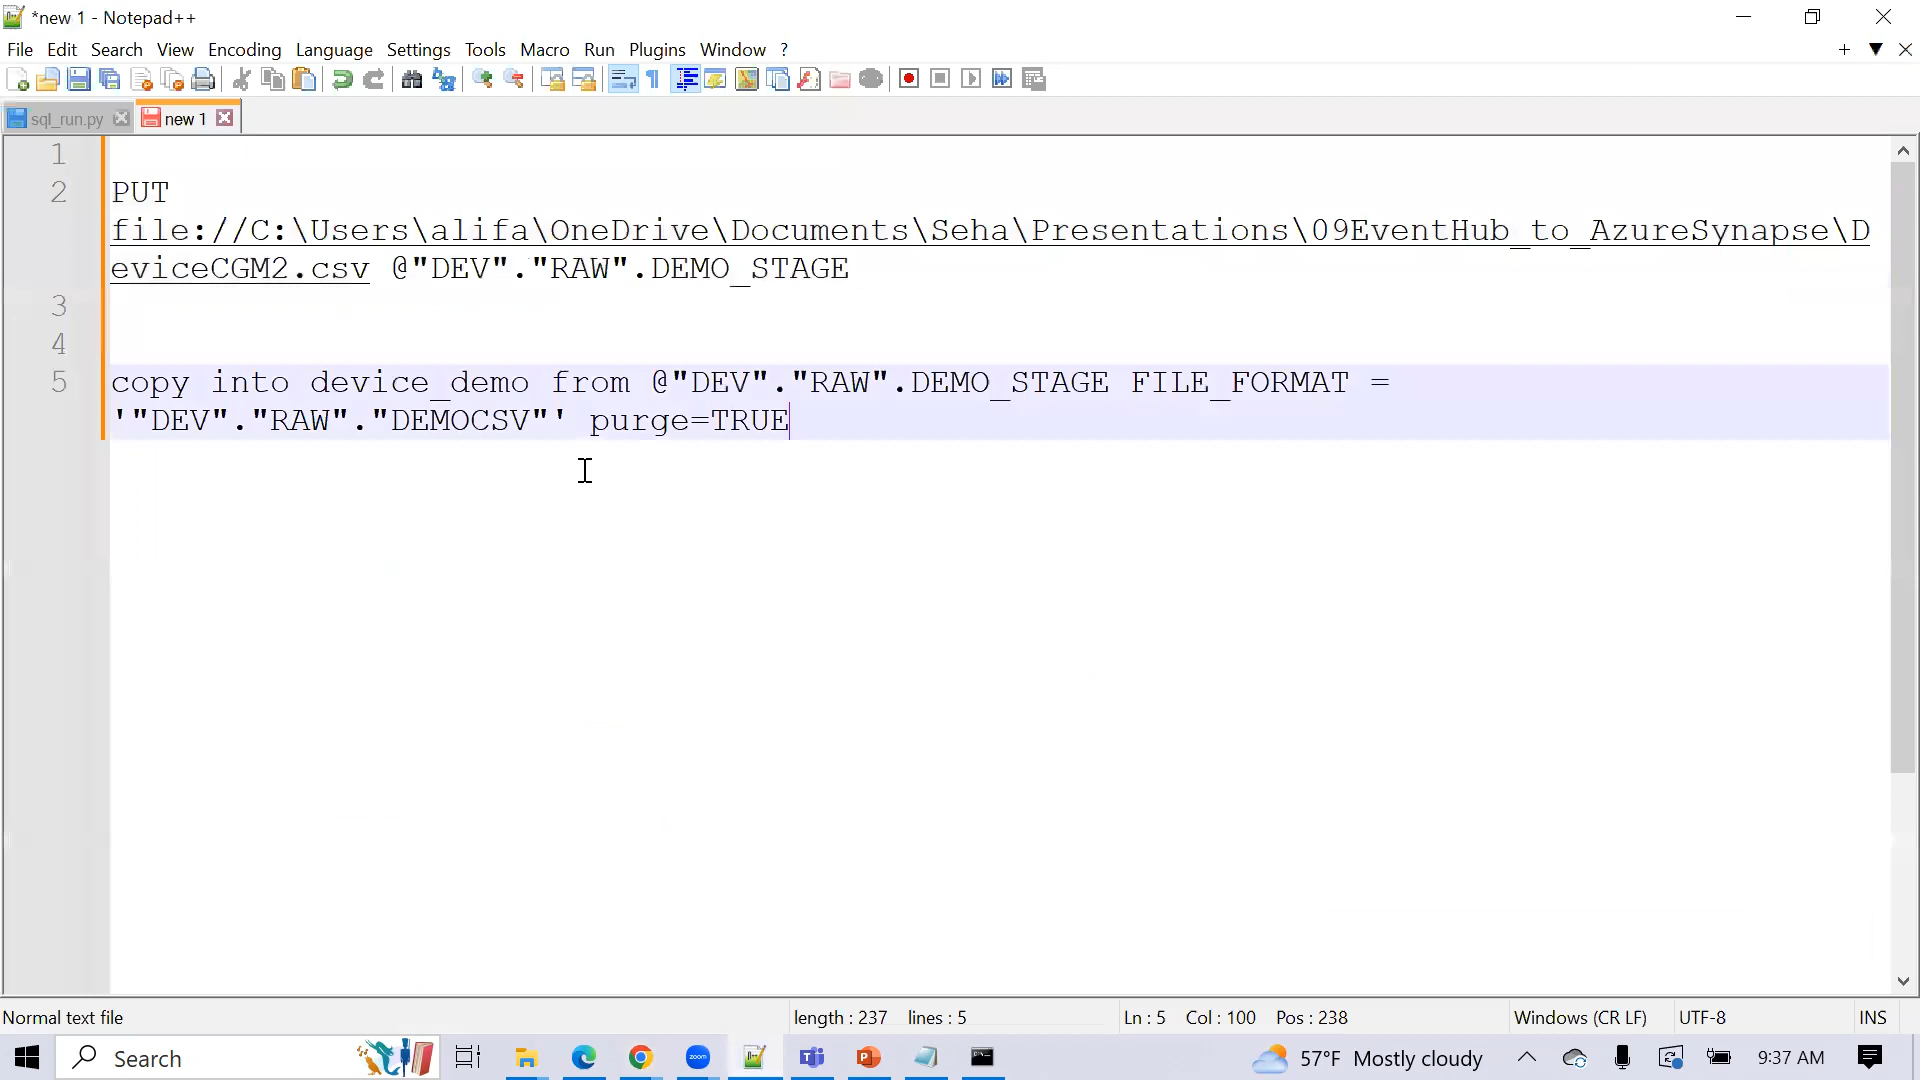 *new 1 - Notepad++
File Edit Search View Encoding Language Settings Tools Macro Run Plugins Window ?
sql_run.py new 1
1
2 PUT
file://C:\Users\alifa\OneDrive\Documents\Seha\Presentations\09EventHub_to_AzureSynapse\D
eviceCGM2.csv @"DEV"."RAW".DEMO_STAGE
3
4
5 copy into device_demo from @"DEV"."RAW".DEMO_STAGE FILE_FORMAT =
'"DEV"."RAW"."DEMOCSV"' purge=TRUE
Normal text file length : 237 lines : 5 Ln : 5 Col : 100 Pos : 238 Windows (CR LF) UTF-8 INS
Search zoom 57°F Mostly cloudy 9:37 AM